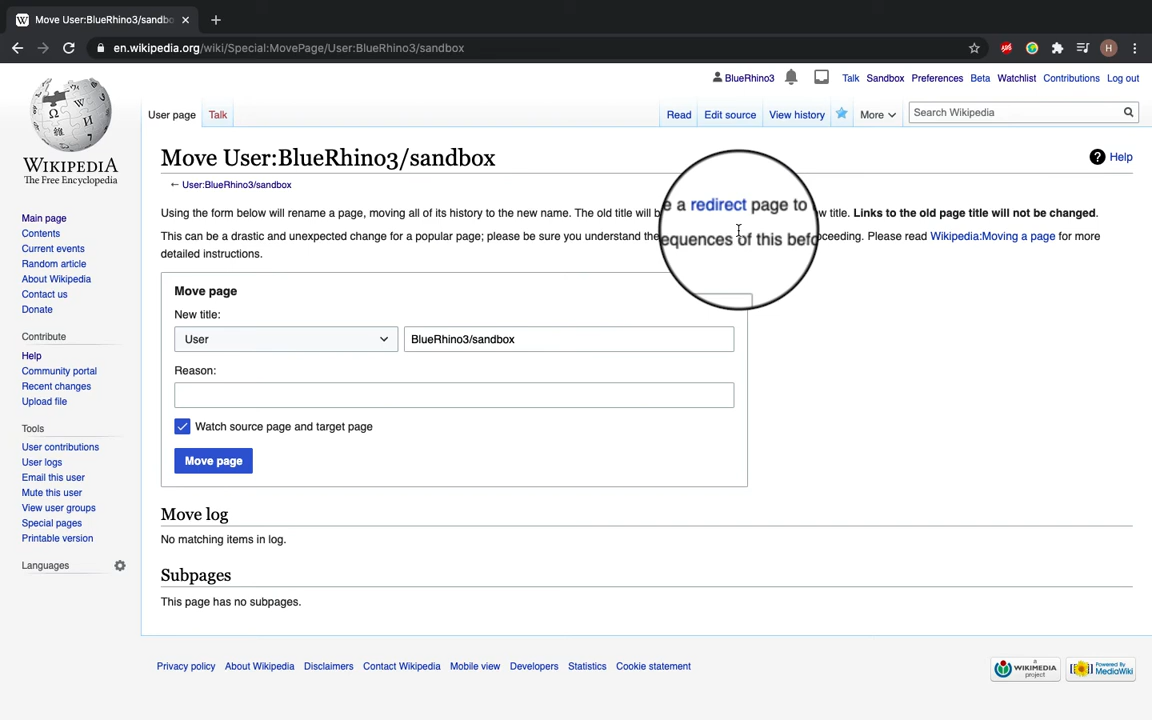 Move User:BlueRhino3/sandbo
en.wikipedia.org/wiki/Special:MovePage/User:BlueRhino3/sandbox
H
BlueRhino3 Talk Sandbox Preferences Beta Watchlist Contributions Log out
User page Talk Read Edit source View history More Search Wikipedia
WIKIPEDIA
The Free Encyclopedia
Move User:BlueRhino3/sandbox
Help
← User:BlueRhino3/sandbox
Using the form below will rename a page, moving all of its history to the new name. The old title will b e a redirect page to w title. Links to the old page title will not be changed.
This can be a drastic and unexpected change for a popular page; please be sure you understand the equences of this befo ceeding. Please read Wikipedia:Moving a page for more
detailed instructions.
Move page
New title:
User BlueRhino3/sandbox
Reason:
Watch source page and target page
Move page
Move log
No matching items in log.
Subpages
This page has no subpages.
Main page
Contents
Current events
Random article
About Wikipedia
Contact us
Donate
Contribute
Help
Community portal
Recent changes
Upload file
Tools
User contributions
User logs
Email this user
Mute this user
View user groups
Special pages
Printable version
Languages
Privacy policy About Wikipedia Disclaimers Contact Wikipedia Mobile view Developers Statistics Cookie statement
A
WIKIMEDIA
project
Powered By
MediaWiki